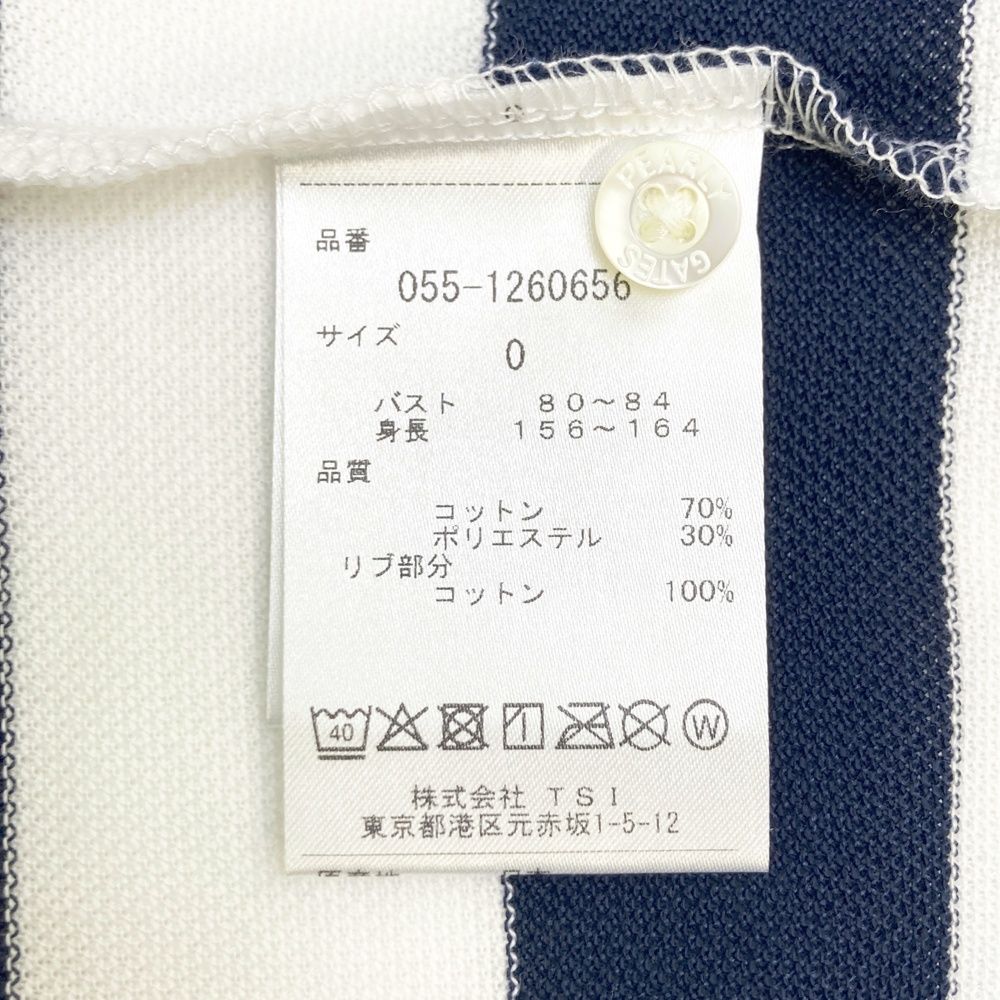 PEARLY
GATES
品番
055-1260656
サイズ
0
バスト 80～84
身長 156～164
品質
コットン 70%
ポリエステル 30%
リブ部分
コットン 100%
40
W
株式会社 TSI
東京都港区元赤坂1-5-12